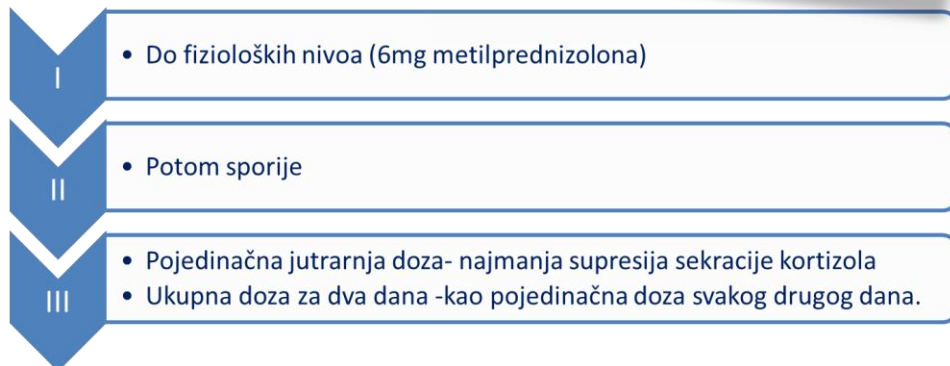 I
• Do fizioloških nivoa (6mg metilprednizolona)
II
• Potom sporije
III
• Pojedinačna jutrarnja doza- najmanja supresija sekracije kortizola
• Ukupna doza za dva dana -kao pojedinačna doza svakog drugog dana.